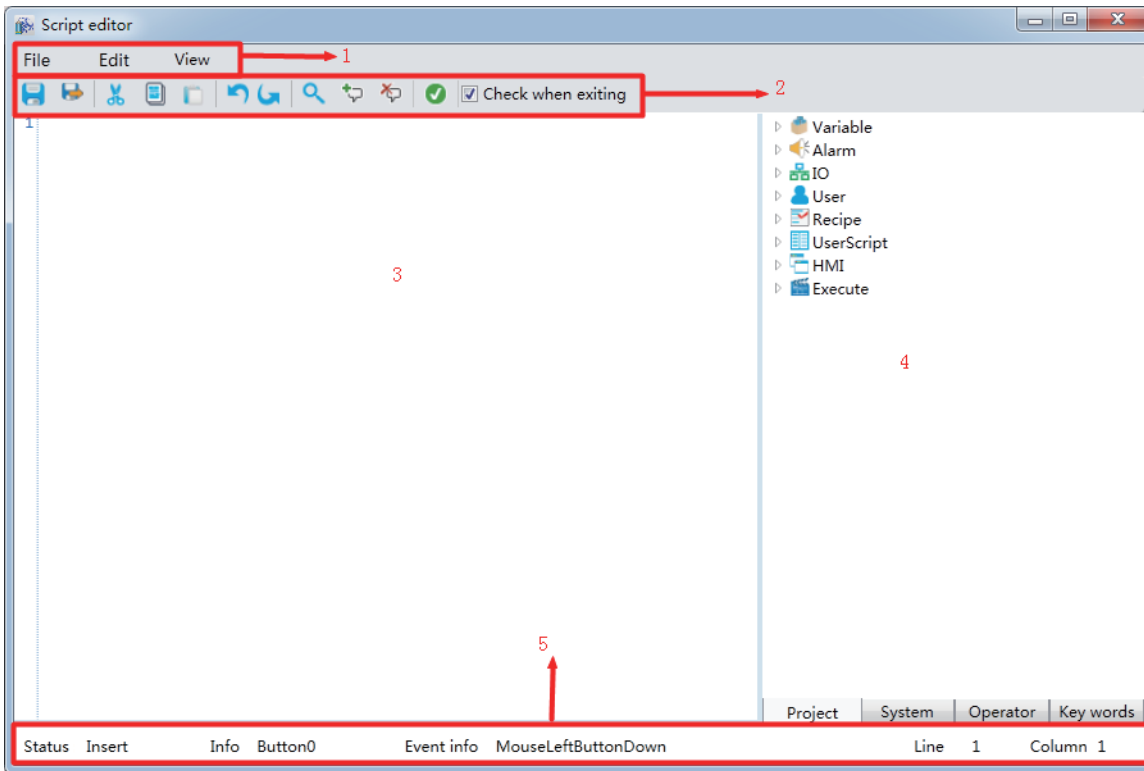 Script editor
File Edit View 1
Check when exiting 2
1
Variable
Alarm
IO
User
Recipe
UserScript
HMI
Execute
3
4
5
Project System Operator Key words
Status Insert Info Button0 Event info MouseLeftButtonDown Line 1 Column 1